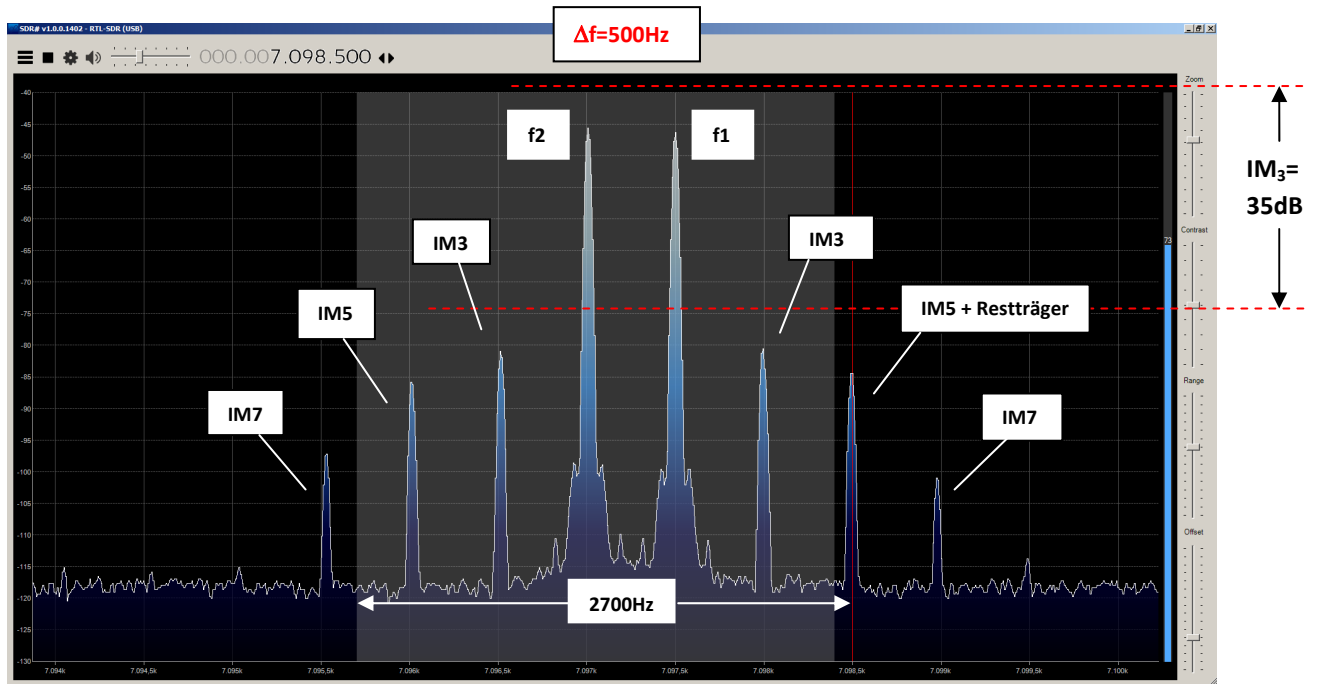 SDR# v1.0.0.1402 - RTL-SDR (USB)
Δf=500Hz
000.007.098.500
Zoom
-40
-45
-50
-55
-60
-65
-70
-75
-80
-85
-90
-95
-100
-105
-110
-115
-120
-125
-130
f2
f1
IM3
IM3
IM5
IM5 + Restträger
IM7
IM7
2700Hz
73
Contrast
Range
Offset
IM₃=
35dB
7.094k
7.094,5k
7.095k
7.095,5k
7.096k
7.096,5k
7.097k
7.097,5k
7.098k
7.098,5k
7.099k
7.099,5k
7.100k